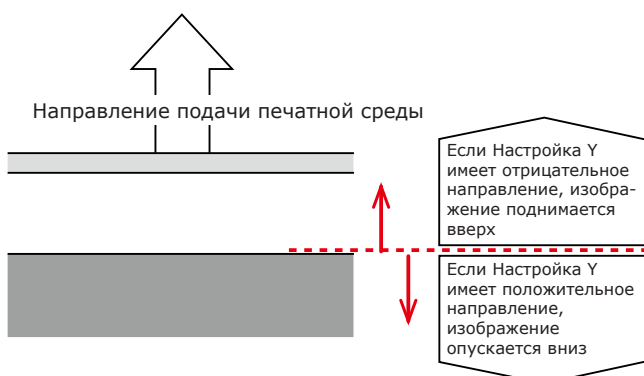 Направление подачи печатной среды
Если Настройка Y
имеет отрицательное
направление, изобра-
жение поднимается
вверх
Если Настройка Y
имеет положительное
направление,
изображение
опускается вниз